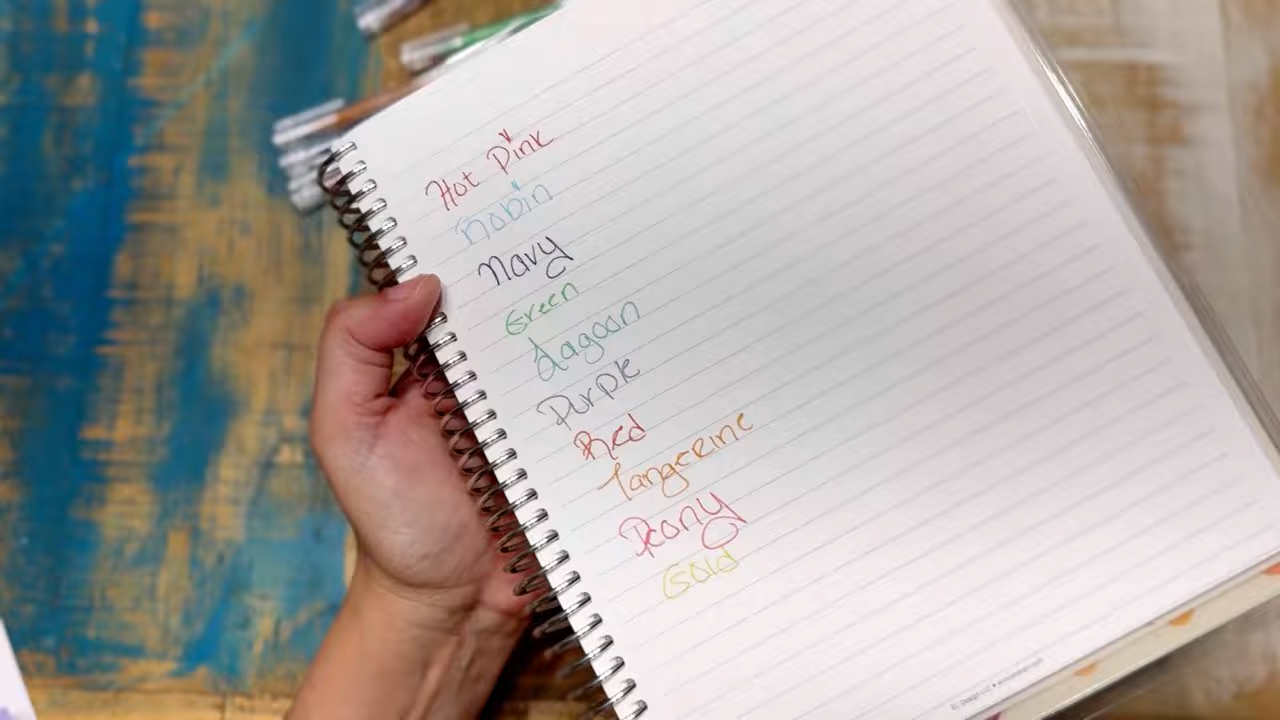 Hot Pink
Robin
Navy
Green
Lagoon
Purple
Red
Tangerine
Peony
Gold